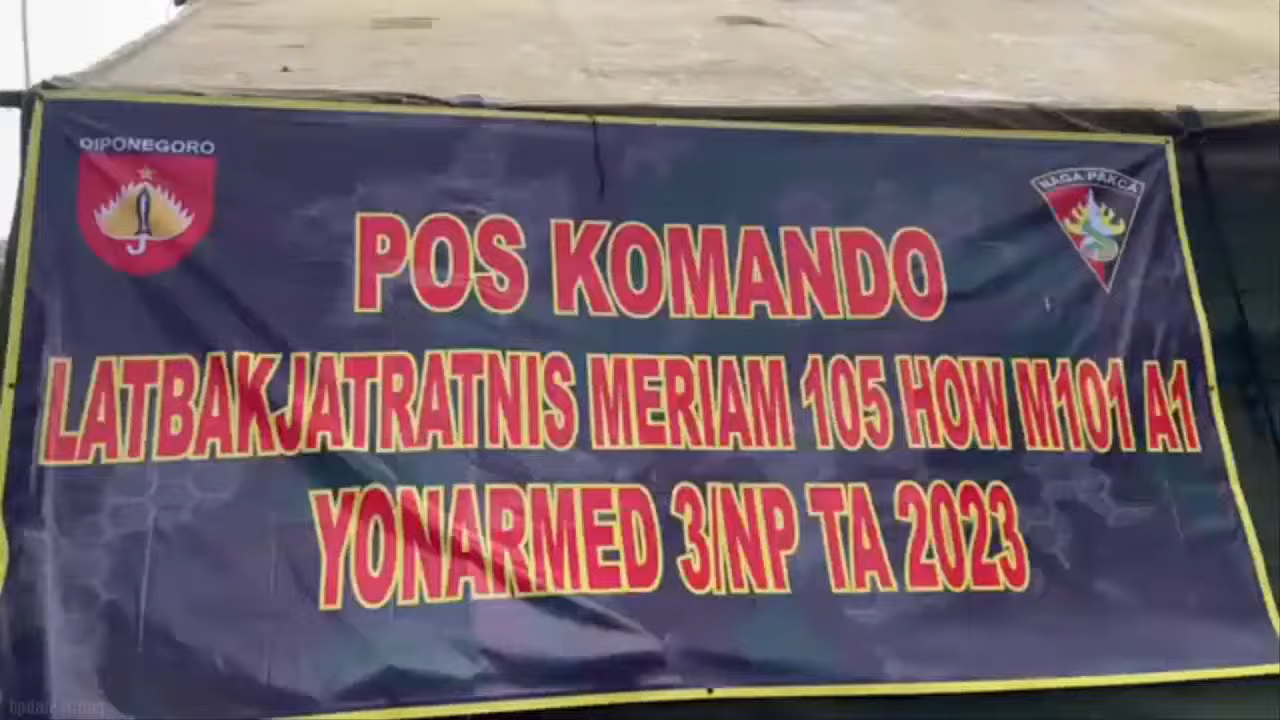 DIPONEGORO
NAGA PAKCA
POS KOMANDO
LATBAKJATRATNIS MERIAM 105 HOW M101 A1
YONARMED 3/NP TA 2023